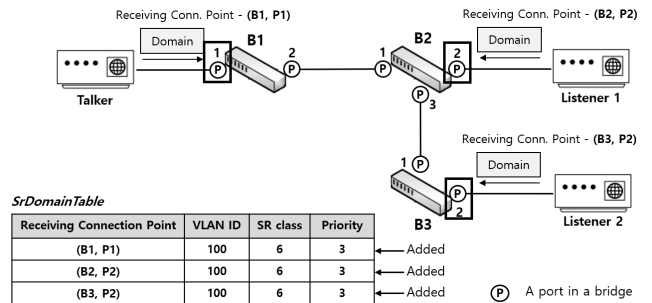 Receiving Conn. Point - (B1, P1)
Receiving Conn. Point - (B2, P2)
Domain
B1
B2
Domain
1
P
2
P
1
P
2
P
Talker
Listener 1
P
3
Receiving Conn. Point - (B3, P2)
Domain
1
P
P
2
B3
Listener 2
SrDomainTable
Receiving Connection Point VLAN ID SR class Priority
(B1, P1) 100 6 3 Added
(B2, P2) 100 6 3 Added
(B3, P2) 100 6 3 Added
P A port in a bridge